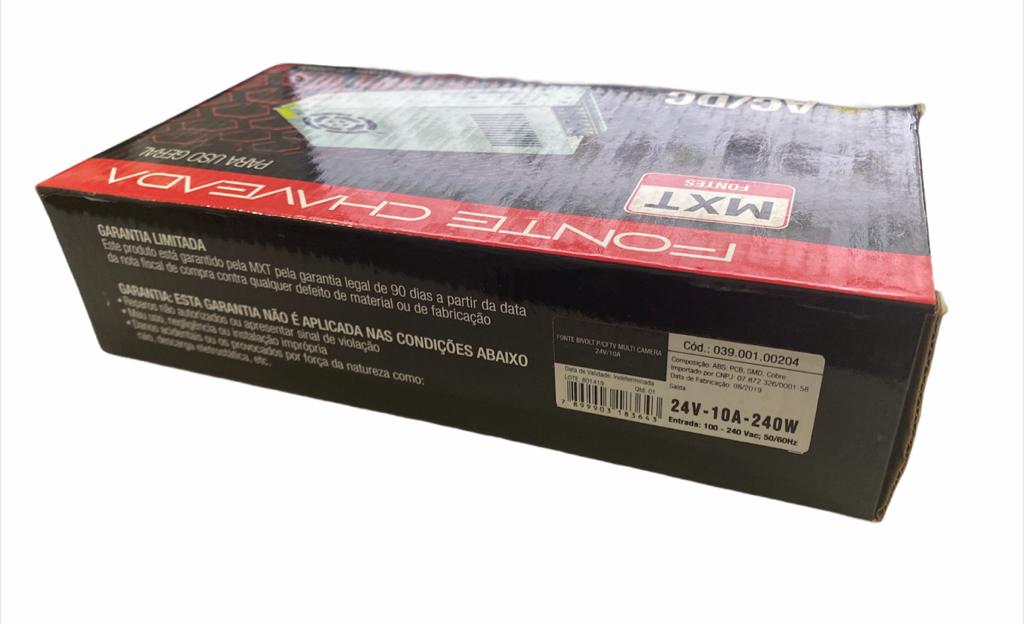 AC/DC
MXT
FONTES
FONTE CHAVEADA
PARA USO GERAL
GARANTIA LIMITADA
Este produto está garantido pela MXT pela garantia legal de 90 dias a partir da data
da nota fiscal de compra contra qualquer defeito de material ou de fabricação
GARANTIA: ESTA GARANTIA NÃO É APLICADA NAS CONDIÇÕES ABAIXO
• Reparos não autorizados ou apresentar sinal de violação
• Mau uso, negligência ou instalação imprópria
• Danos acidentais ou os provocados por força da natureza como:
raio, descarga eletrostática, etc.
FONTE BIVOLT P/CFTV MULTI CAMERA
24V/10A
Data de Validade: Indeterminada
LOTE: 801419 Qtd: 01
7 899903 183643
Cód.: 039.001.00204
Composição: ABS, PCB, SMD, Cobre
Importado por CNPJ: 07.872.326/0001-58
Data de Fabricação: 08/2019
Saída
24V-10A-240W
Entrada: 100 - 240 Vac; 50/60Hz